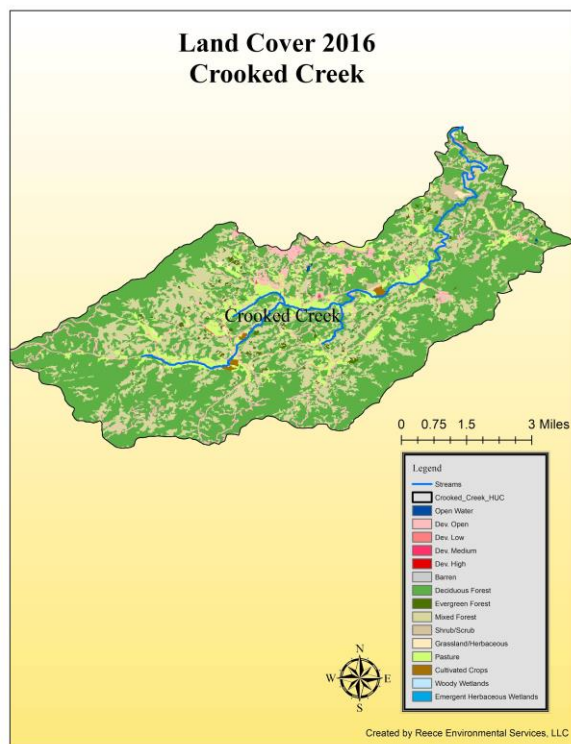 Land Cover 2016
Crooked Creek
Crooked Creek
0 0.75 1.5 3 Miles
Legend
Streams
Crooked_Creek_HUC
Open Water
Dev. Open
Dev. Low
Dev. Medium
Dev. High
Barren
Deciduous Forest
Evergreen Forest
Mixed Forest
Shrub/Scrub
Grassland/Herbaceous
Pasture
Cultivated Crops
Woody Wetlands
Emergent Herbaceous Wetlands
N
W E
S
Created by Reece Environmental Services, LLC